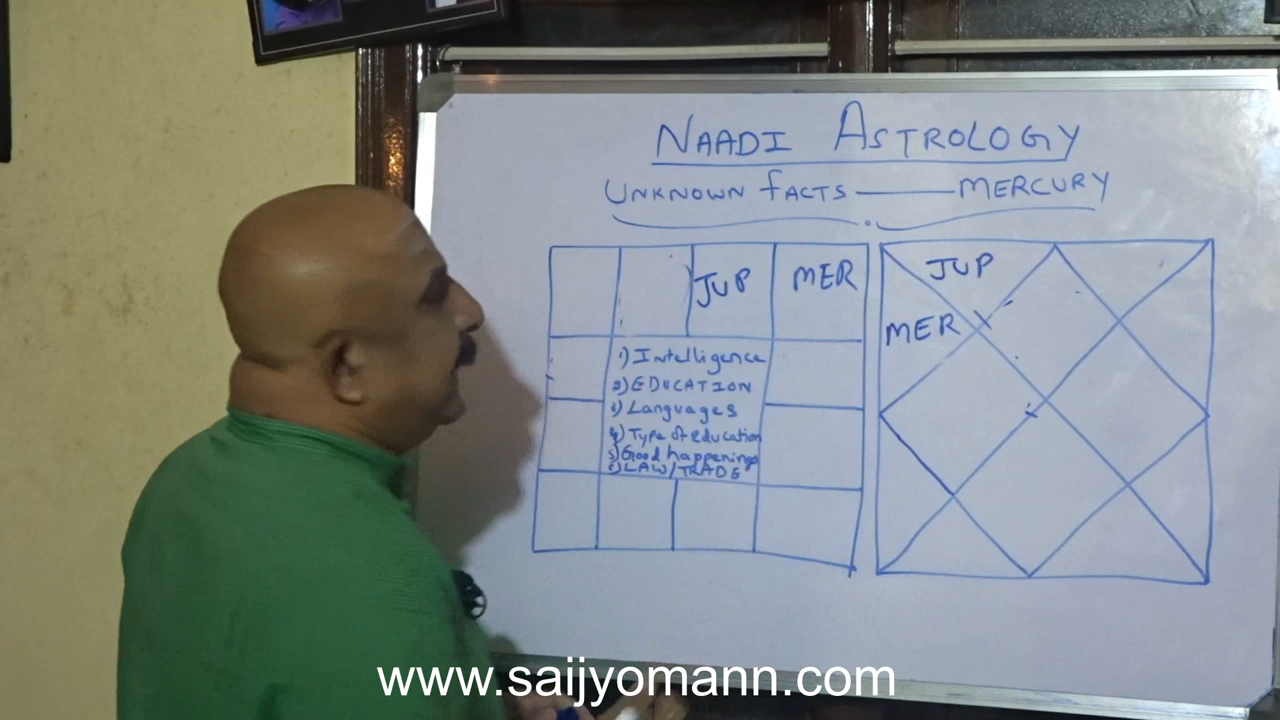 NAADI ASTROLOGY
UNKNOWN FACTS — MERCURY
JUP MER
1) Intelligence
2) EDUCATION
3) Languages
4) Type of education
5) Good happenings
6) LAW/TRADE
JUP
MER
www.saijyomann.com